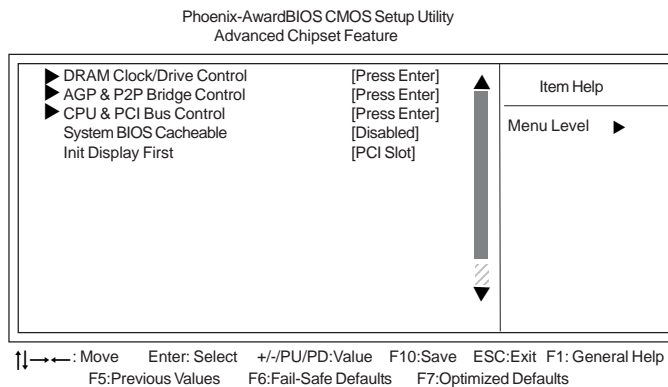 Phoenix-AwardBIOS CMOS Setup Utility
Advanced Chipset Feature
DRAM Clock/Drive Control [Press Enter]
AGP & P2P Bridge Control [Press Enter]
CPU & PCI Bus Control [Press Enter]
System BIOS Cacheable [Disabled]
Init Display First [PCI Slot]
Item Help
Menu Level
: Move Enter: Select +/-/PU/PD:Value F10:Save ESC:Exit F1: General Help
F5:Previous Values F6:Fail-Safe Defaults F7:Optimized Defaults